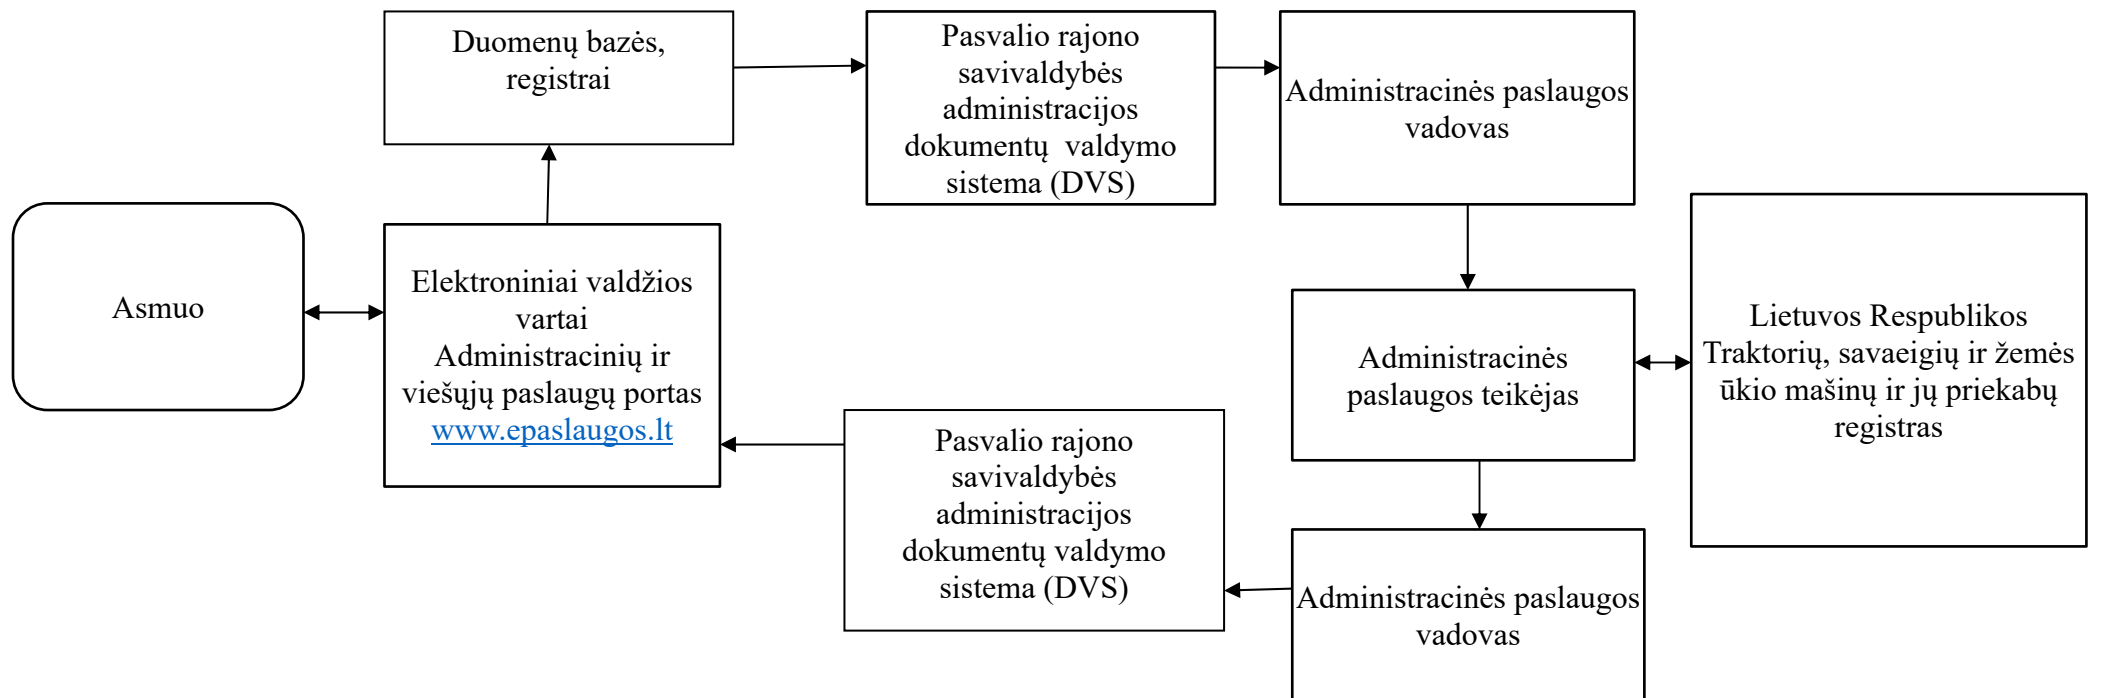 Duomenų bazės,
registrai
Pasvalio rajono
savivaldybės
administracijos
dokumentų  valdymo
sistema (DVS)
Administracinės paslaugos
vadovas
Asmuo
Elektroniniai valdžios
vartai
Administracinių ir
viešųjų paslaugų portas
www.epaslaugos.lt
Administracinės
paslaugos teikėjas
Lietuvos Respublikos
Traktorių, savaeigių ir žemės
ūkio mašinų ir jų priekabų
registras
Pasvalio rajono
savivaldybės
administracijos
dokumentų valdymo
sistema (DVS)
Administracinės paslaugos
vadovas